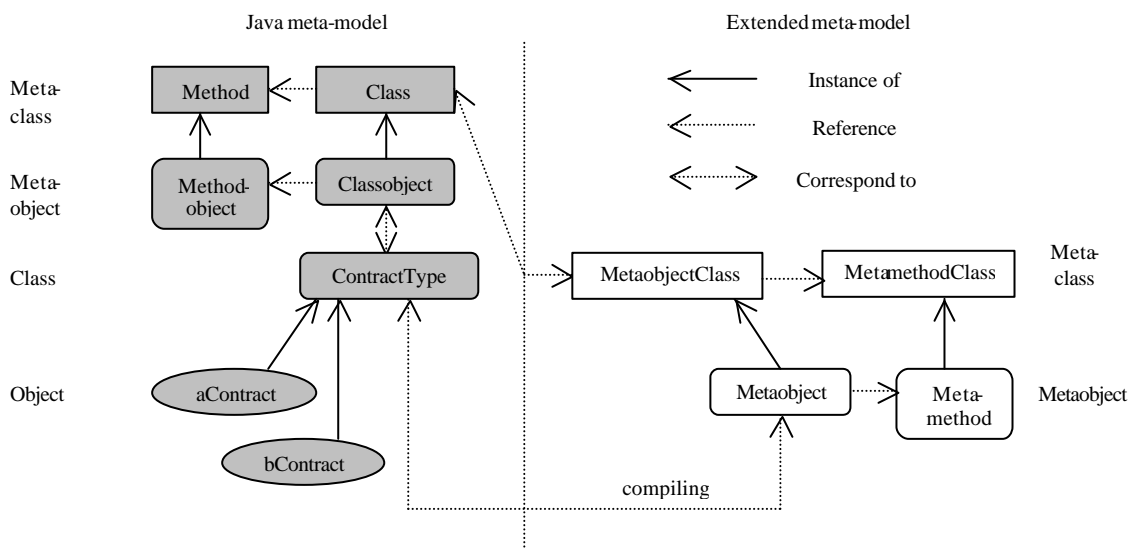 Java meta-model
Extended meta-model
Meta-
class
Method
Class
Instance of
Reference
Meta-
object
Method-
object
Classobject
Correspond to
Class
ContractType
MetaobjectClass
MetamethodClass
Meta-
class
Object
aContract
Metaobject
Meta-
method
Metaobject
bContract
compiling